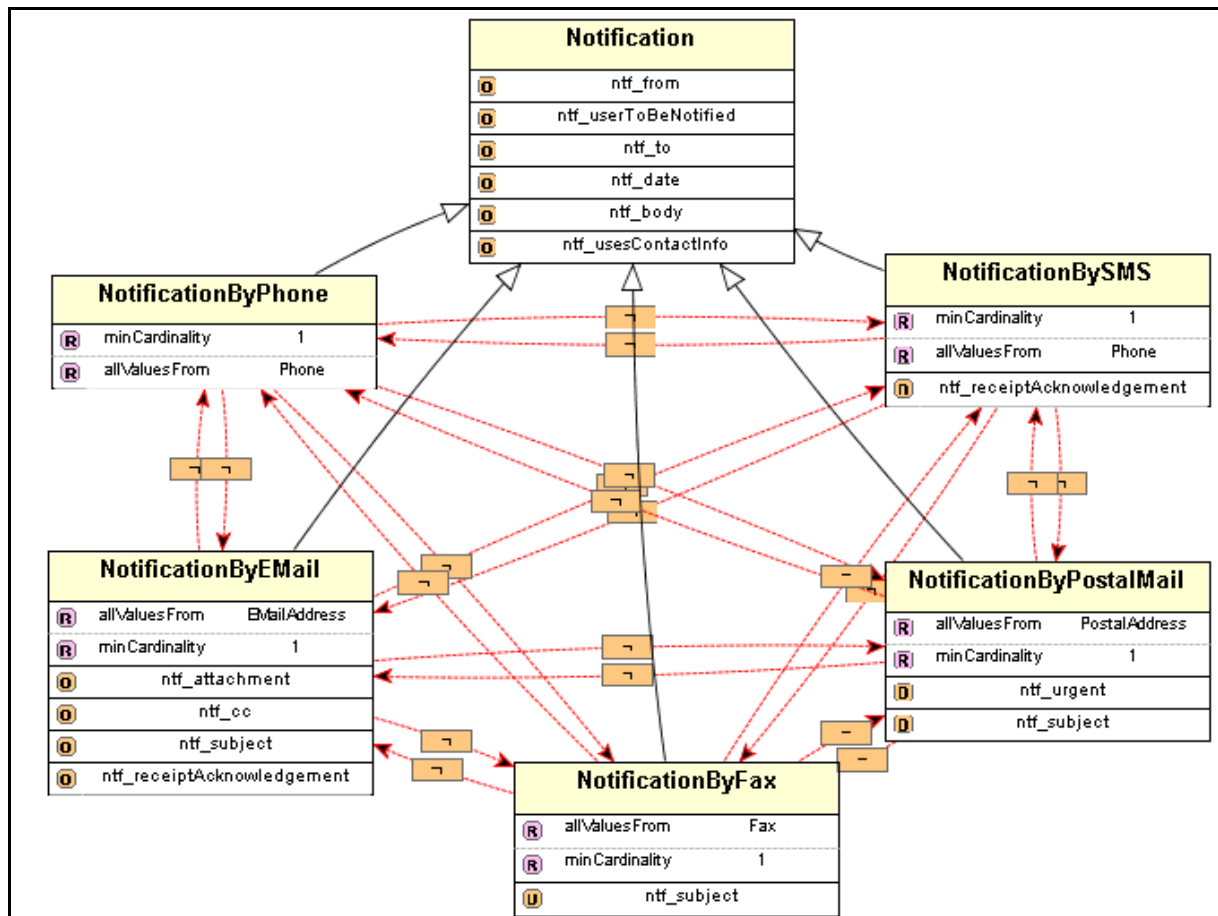 Notification
O ntf_from
O ntf_userToBeNotified
O ntf_to
O ntf_date
O ntf_body
O ntf_usesContactInfo
NotificationByPhone
R minCardinality 1
R allValuesFrom Phone
NotificationBySMS
R minCardinality 1
R allValuesFrom Phone
n ntf_receiptAcknowledgement
¬
¬
¬ ¬
¬
¬
¬
¬ ¬
¬
¬
NotificationByEMail
R allValuesFrom EMailAddress
R minCardinality 1
O ntf_attachment
O ntf_cc
O ntf_subject
O ntf_receiptAcknowledgement
–
¬
NotificationByPostalMail
R allValuesFrom PostalAddress
R minCardinality 1
D ntf_urgent
D ntf_subject
¬
¬
¬
¬
–
–
NotificationByFax
R allValuesFrom Fax
R minCardinality 1
U ntf_subject